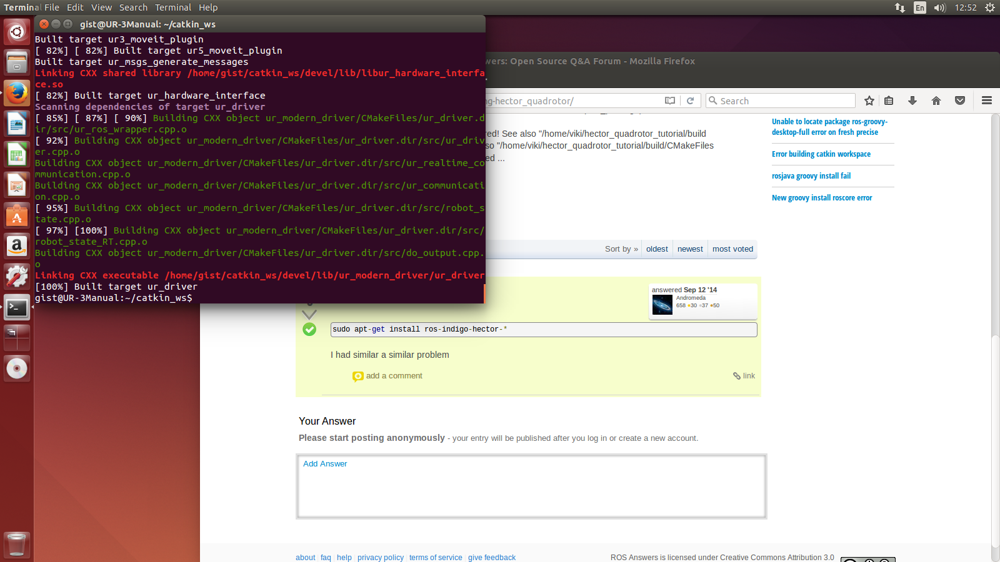 Terminal File Edit View Search Terminal Help
En 12:52
gist@UR-3Manual: ~/catkin_ws
Built target ur3_moveit_plugin
[ 82%] [ 82%] Built target ur5_moveit_plugin
Built target ur_msgs_generate_messages
Linking CXX shared library /home/gist/catkin_ws/devel/lib/libur_hardware_interfa
ce.so
[ 82%] Built target ur_hardware_interface
Scanning dependencies of target ur_driver
[ 85%] [ 87%] [ 90%] Building CXX object ur_modern_driver/CMakeFiles/ur_driver.d
ir/src/ur_ros_wrapper.cpp.o
[ 92%] Building CXX object ur_modern_driver/CMakeFiles/ur_driver.dir/src/ur_driv
er.cpp.o
Building CXX object ur_modern_driver/CMakeFiles/ur_driver.dir/src/ur_realtime_co
mmunication.cpp.o
Building CXX object ur_modern_driver/CMakeFiles/ur_driver.dir/src/ur_communicati
on.cpp.o
[ 95%] Building CXX object ur_modern_driver/CMakeFiles/ur_driver.dir/src/robot_s
tate.cpp.o
[ 97%] [100%] Building CXX object ur_modern_driver/CMakeFiles/ur_driver.dir/src/
robot_state_RT.cpp.o
Building CXX object ur_modern_driver/CMakeFiles/ur_driver.dir/src/do_output.cpp.
o
Linking CXX executable /home/gist/catkin_ws/devel/lib/ur_modern_driver/ur_driver
[100%] Built target ur_driver
gist@UR-3Manual:~/catkin_ws$
wers: Open Source Q&A Forum - Mozilla Firefox
ng-hector_quadrotor/
Search
red! See also "/home/viki/hector_quadrotor_tutorial/build
so "/home/viki/hector_quadrotor_tutorial/build/CMakeFiles
ed ...
Unable to locate package ros-groovy-
desktop-full error on fresh precise
Error building catkin workspace
rosjava groovy install fail
New groovy install roscore error
Sort by » oldest newest most voted
answered Sep 12 '14
Andromeda
658 ●30 ●37 ●50
sudo apt-get install ros-indigo-hector-*
I had similar a similar problem
add a comment
link
Your Answer
Please start posting anonymously - your entry will be published after you log in or create a new account.
Add Answer
about faq help privacy policy terms of service give feedback
ROS Answers is licensed under Creative Commons Attribution 3.0